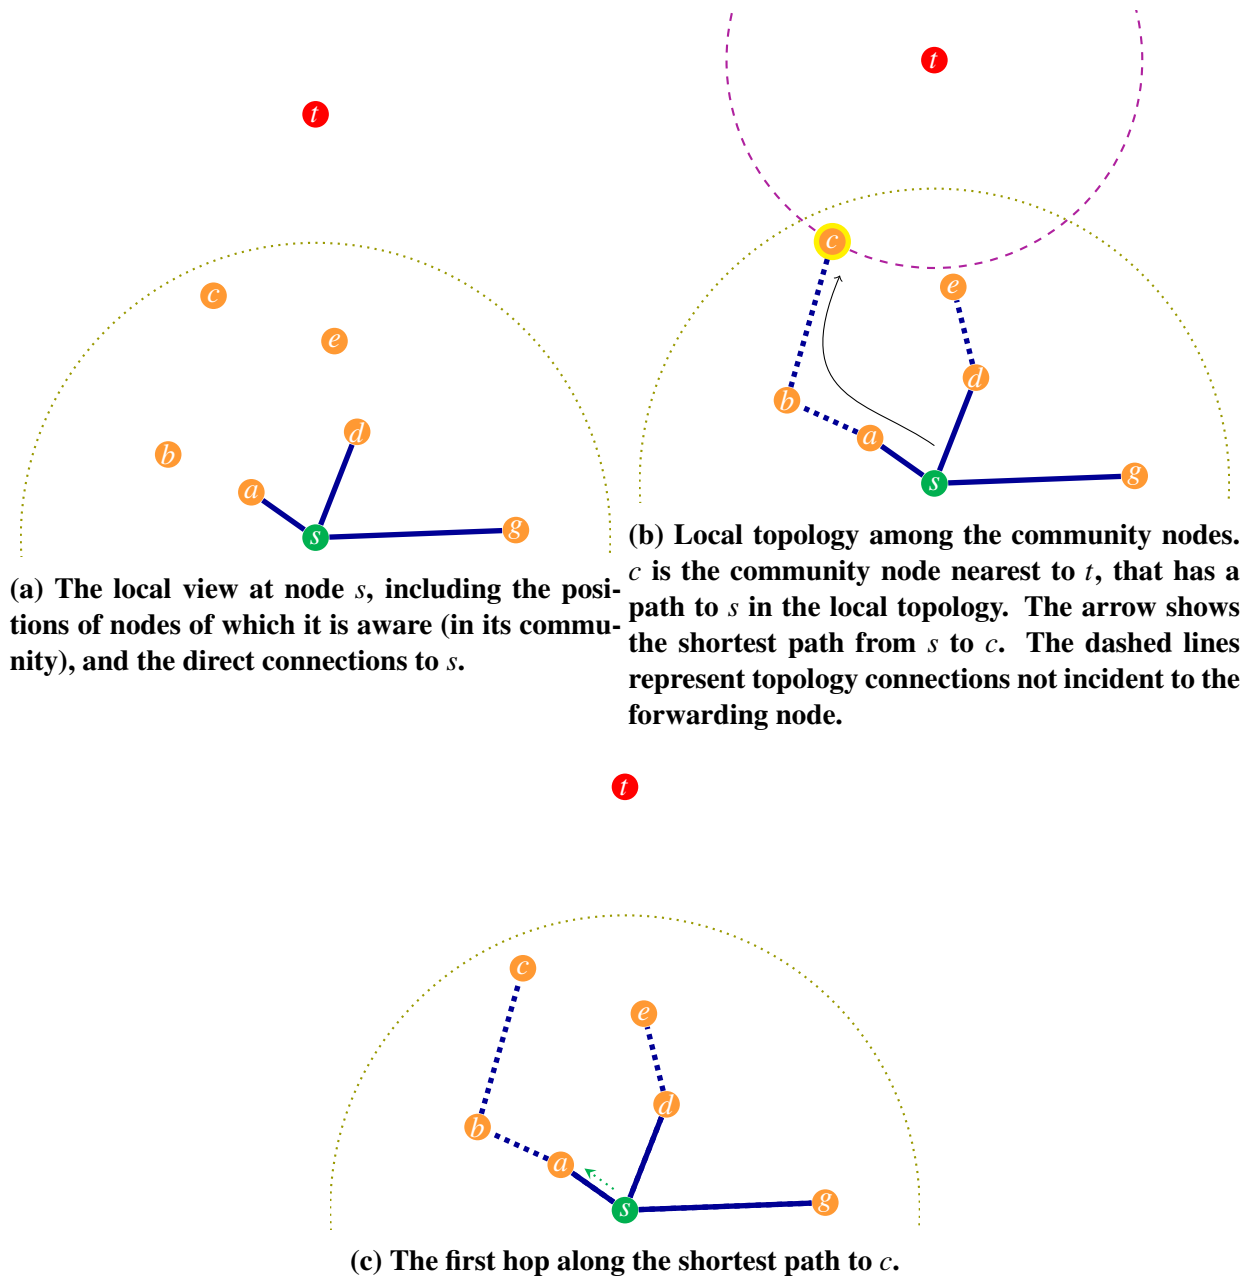 t
c
e
d
b
a
s
g
(a) The local view at node s, including the posi-
tions of nodes of which it is aware (in its commu-
nity), and the direct connections to s.
t
c
e
d
b
a
s
g
(b) Local topology among the community nodes.
c is the community node nearest to t, that has a
path to s in the local topology. The arrow shows
the shortest path from s to c. The dashed lines
represent topology connections not incident to the
forwarding node.
t
c
e
d
b
a
s
g
(c) The first hop along the shortest path to c.